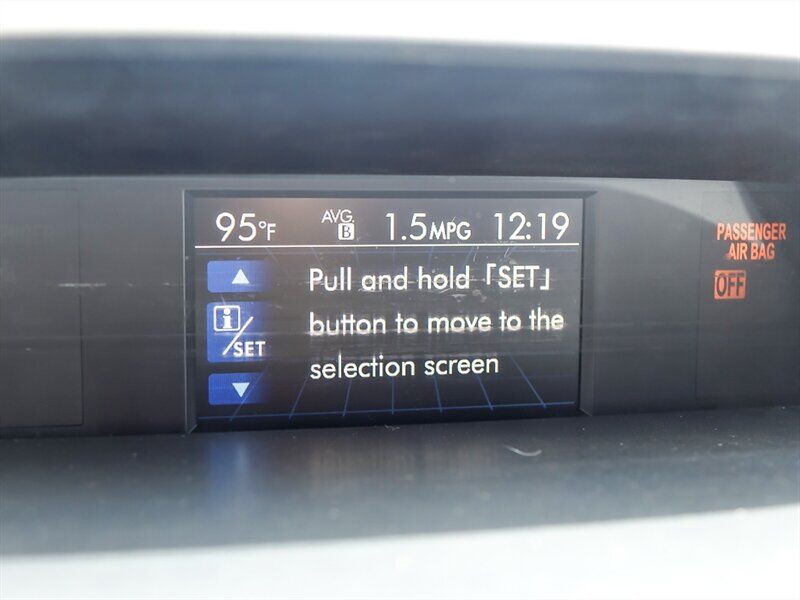 95°F AVG. B 1.5MPG 12:19
Pull and hold 「SET」
button to move to the
selection screen
i/SET
PASSENGER
AIR BAG
OFF